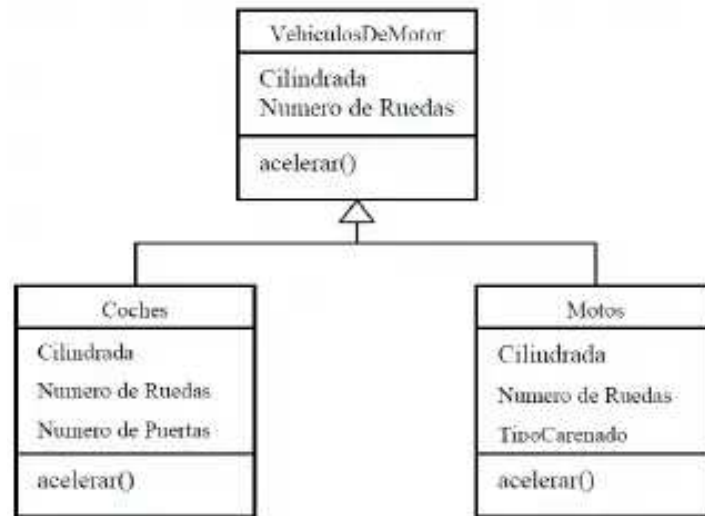 VehiculosDeMotor
Cilindrada
Numero de Ruedas
acelerar()
Coches
Cilindrada
Numero de Ruedas
Numero de Puertas
acelerar()
Motos
Cilindrada
Numero de Ruedas
TipoCarenado
acelerar()